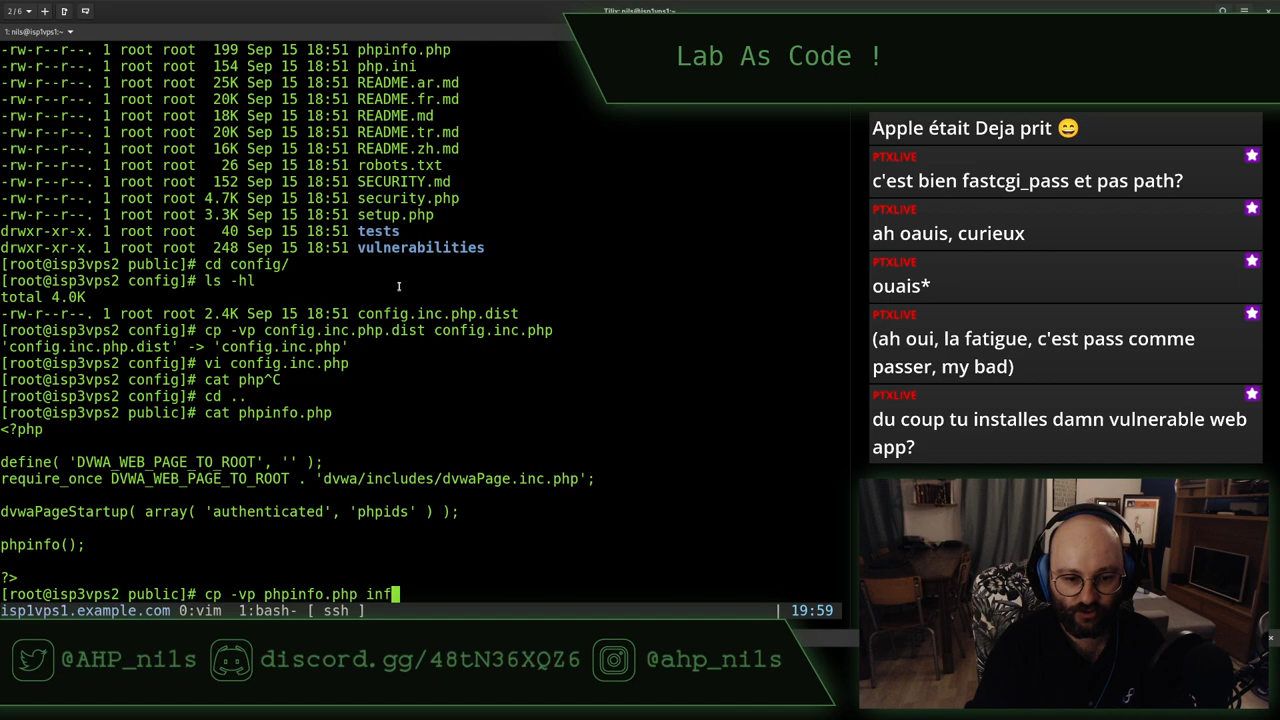 2/6
Tilix: nils@isp1vps1:~
1: nils@isp1vps1:~
-rw-r--r--. 1 root root  199 Sep 15 18:51 phpinfo.php
-rw-r--r--. 1 root root  154 Sep 15 18:51 php.ini
-rw-r--r--. 1 root root  25K Sep 15 18:51 README.ar.md
-rw-r--r--. 1 root root  20K Sep 15 18:51 README.fr.md
-rw-r--r--. 1 root root  18K Sep 15 18:51 README.md
-rw-r--r--. 1 root root  20K Sep 15 18:51 README.tr.md
-rw-r--r--. 1 root root  16K Sep 15 18:51 README.zh.md
-rw-r--r--. 1 root root   26 Sep 15 18:51 robots.txt
-rw-r--r--. 1 root root  152 Sep 15 18:51 SECURITY.md
-rw-r--r--. 1 root root 4.7K Sep 15 18:51 security.php
-rw-r--r--. 1 root root 3.3K Sep 15 18:51 setup.php
drwxr-xr-x. 1 root root   40 Sep 15 18:51 tests
drwxr-xr-x. 1 root root  248 Sep 15 18:51 vulnerabilities
[root@isp3vps2 public]# cd config/
[root@isp3vps2 config]# ls -hl
total 4.0K
-rw-r--r--. 1 root root 2.4K Sep 15 18:51 config.inc.php.dist
[root@isp3vps2 config]# cp -vp config.inc.php.dist config.inc.php
'config.inc.php.dist' -> 'config.inc.php'
[root@isp3vps2 config]# vi config.inc.php
[root@isp3vps2 config]# cat php^C
[root@isp3vps2 config]# cd ..
[root@isp3vps2 public]# cat phpinfo.php
<?php
define( 'DVWA_WEB_PAGE_TO_ROOT', '' );
require_once DVWA_WEB_PAGE_TO_ROOT . 'dvwa/includes/dvwaPage.inc.php';
dvwaPageStartup( array( 'authenticated', 'phpids' ) );
phpinfo();
?>
[root@isp3vps2 public]# cp -vp phpinfo.php inf
isp1vps1.example.com 0:vim  1:bash- [ ssh ] | 19:59
Lab As Code !
Apple était Deja prit 😄
PTXLIVE
c'est bien fastcgi_pass et pas path?
PTXLIVE
ah oauis, curieux
PTXLIVE
ouais*
PTXLIVE
(ah oui, la fatigue, c'est pass comme
passer, my bad)
PTXLIVE
du coup tu installes damn vulnerable web
app?
@AHP_nils discord.gg/48tN36XQZ6 @ahp_nils